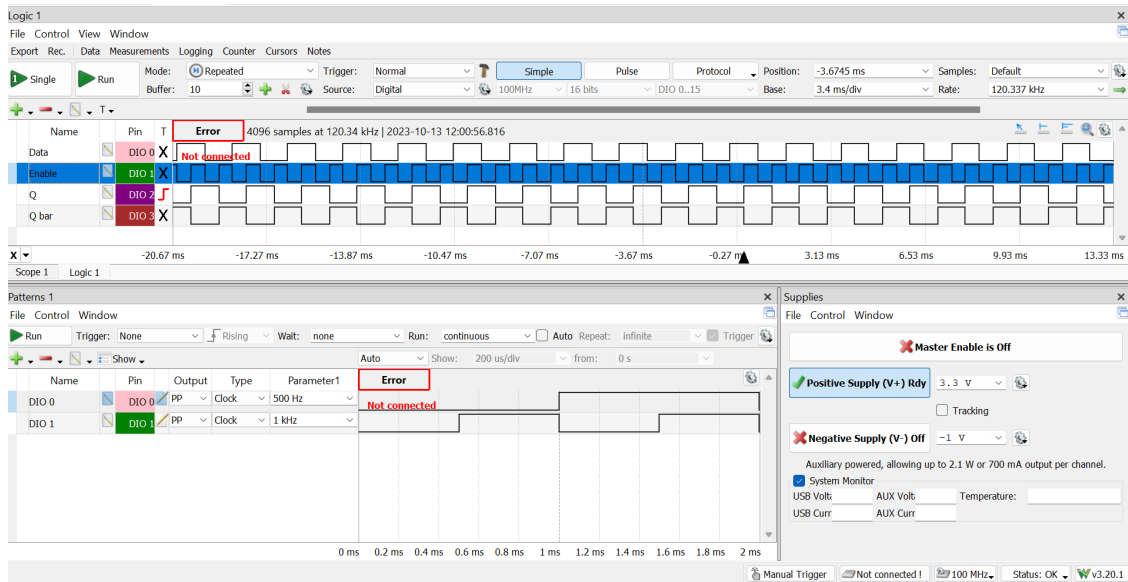 Logic 1
File Control View Window
Export Rec. Data Measurements Logging Counter Cursors Notes
Single Run Mode: Repeated Trigger: Normal Simple Pulse Protocol Position: -3.6745 ms Samples: Default
Buffer: 10 Source: Digital 100MHz 16 bits DIO 0..15 Base: 3.4 ms/div Rate: 120.337 kHz
T
Name Pin T Error 4096 samples at 120.34 kHz | 2023-10-13 12:00:56.816
Data DIO 0 X Not connected
Enable DIO 1 X
Q DIO 2
Q bar DIO 3 X
X -20.67 ms -17.27 ms -13.87 ms -10.47 ms -7.07 ms -3.67 ms -0.27 m 3.13 ms 6.53 ms 9.93 ms 13.33 ms
Scope 1 Logic 1
Patterns 1
File Control Window
Run Trigger: None Rising Wait: none Run: continuous Auto Repeat: Infinite Trigger
Show Auto Show: 200 us/div from: 0 s
Name Pin Output Type Parameter1 Error
DIO 0 DIO 0 PP Clock 500 Hz Not connected
DIO 1 DIO 1 PP Clock 1 kHz
0 ms 0.2 ms 0.4 ms 0.6 ms 0.8 ms 1 ms 1.2 ms 1.4 ms 1.6 ms 1.8 ms 2 ms
Supplies
File Control Window
Master Enable is Off
Positive Supply (V+) Rdy 3.3 V
Tracking
Negative Supply (V-) Off -1 V
Auxiliary powered, allowing up to 2.1 W or 700 mA output per channel.
System Monitor
USB Volt AUX Volt Temperature:
USB Curr AUX Curr
Manual Trigger Not connected ! 100 MHz Status: OK v3.20.1